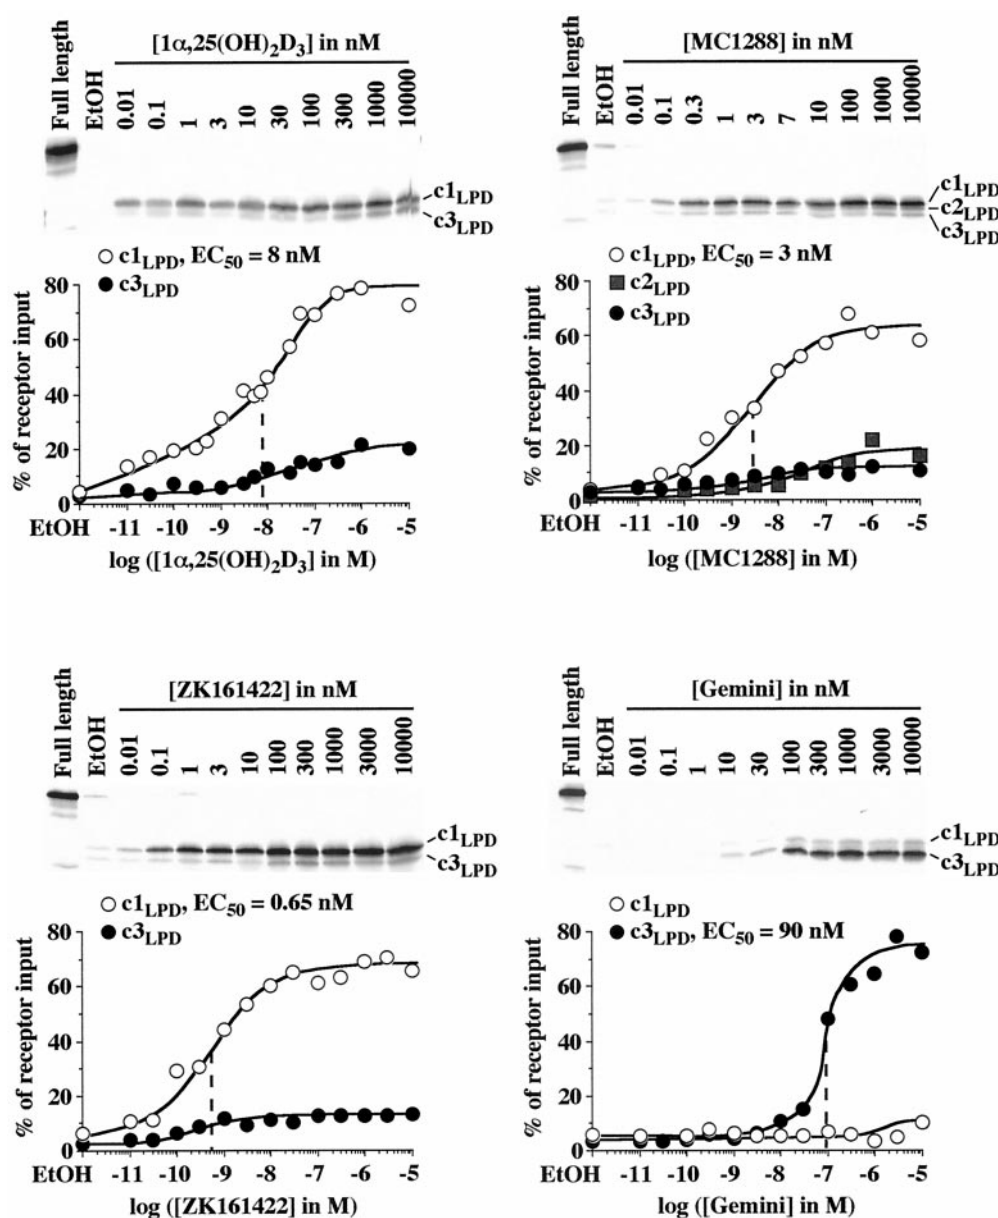 [1α,25(OH)₂D₃] in nM
Full length
EtOH
0.01
0.1
1
3
10
30
100
300
1000
10000
c1LPD
c3LPD
c1LPD, EC50 = 8 nM
c3LPD
% of receptor input
80
60
40
20
0
EtOH -11 -10 -9 -8 -7 -6 -5
log ([1α,25(OH)₂D₃] in M)
[MC1288] in nM
Full length
EtOH
0.01
0.1
0.3
1
3
7
10
100
1000
10000
c1LPD
c2LPD
c3LPD
c1LPD, EC50 = 3 nM
c2LPD
c3LPD
% of receptor input
80
60
40
20
0
EtOH -11 -10 -9 -8 -7 -6 -5
log ([MC1288] in M)
[ZK161422] in nM
Full length
EtOH
0.01
0.1
1
3
10
100
300
1000
3000
10000
c1LPD
c3LPD
c1LPD, EC50 = 0.65 nM
c3LPD
% of receptor input
80
60
40
20
0
EtOH -11 -10 -9 -8 -7 -6 -5
log ([ZK161422] in M)
[Gemini] in nM
Full length
EtOH
0.01
0.1
1
10
30
100
300
1000
3000
10000
c1LPD
c3LPD
c1LPD
c3LPD, EC50 = 90 nM
% of receptor input
80
60
40
20
0
EtOH -11 -10 -9 -8 -7 -6 -5
log ([Gemini] in M)